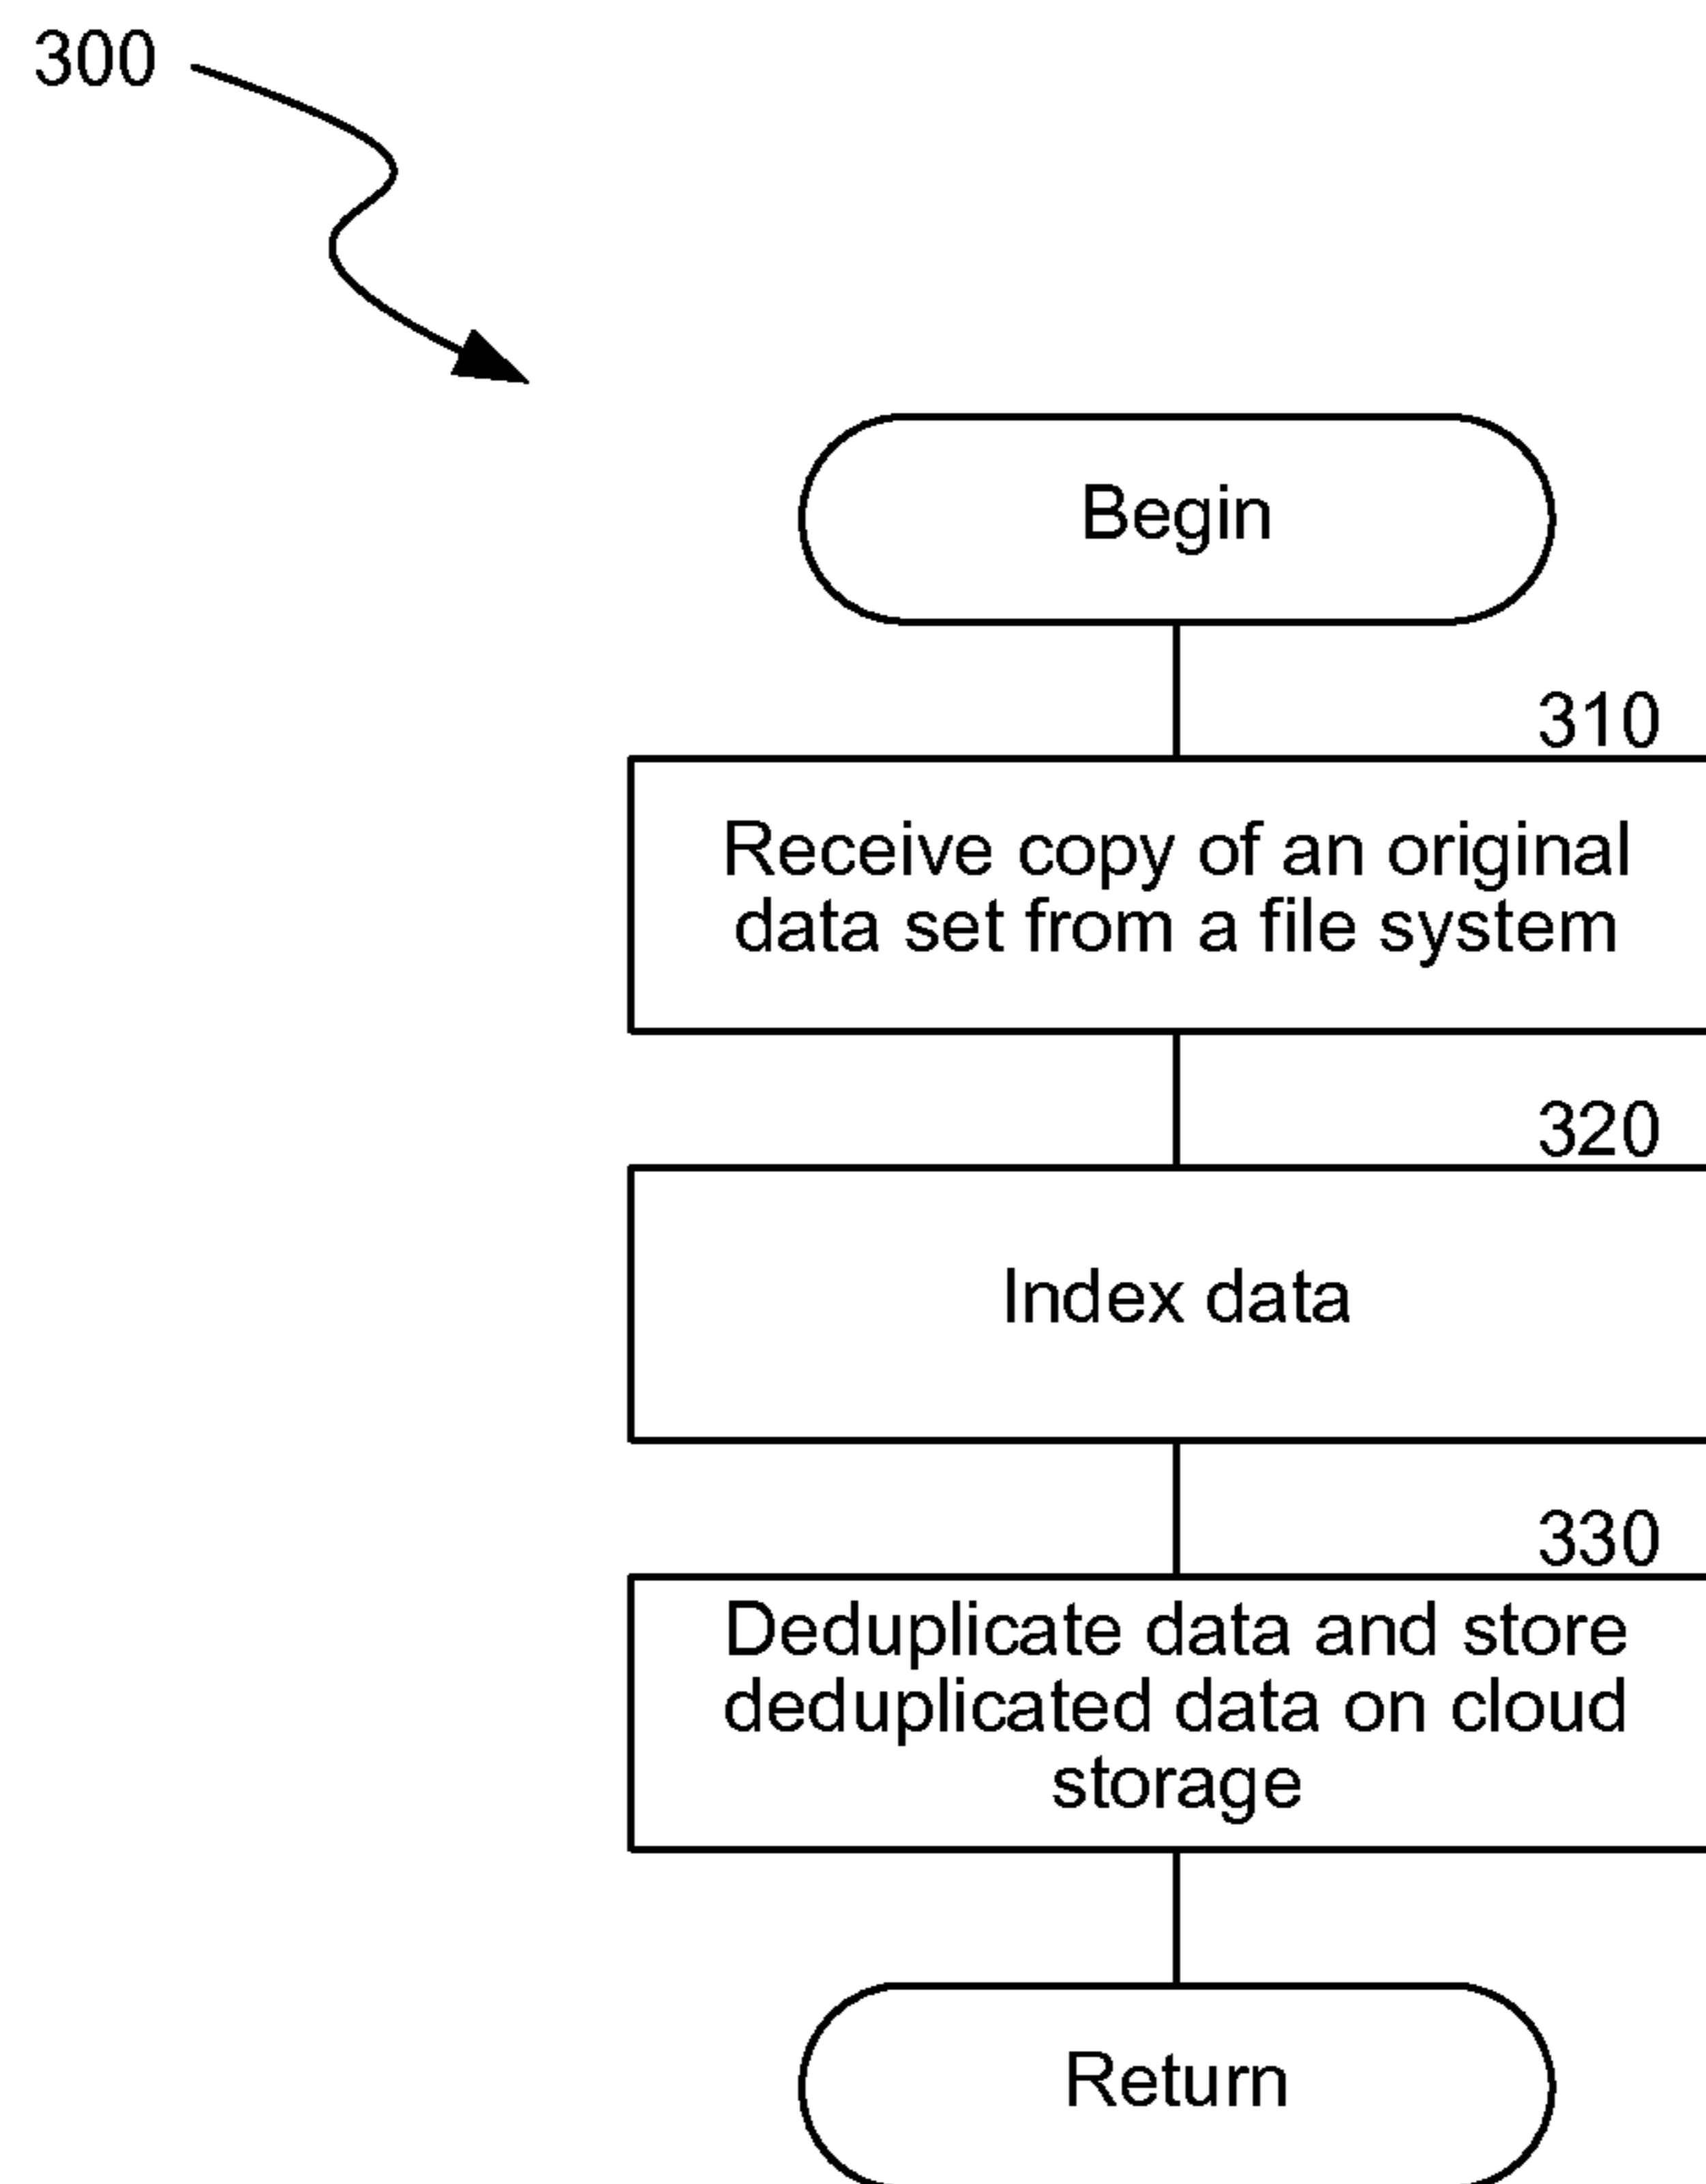 300
Begin
310
Receive copy of an original
data set from a file system
320
Index data
330
Deduplicate data and store
deduplicated data on cloud
storage
Return